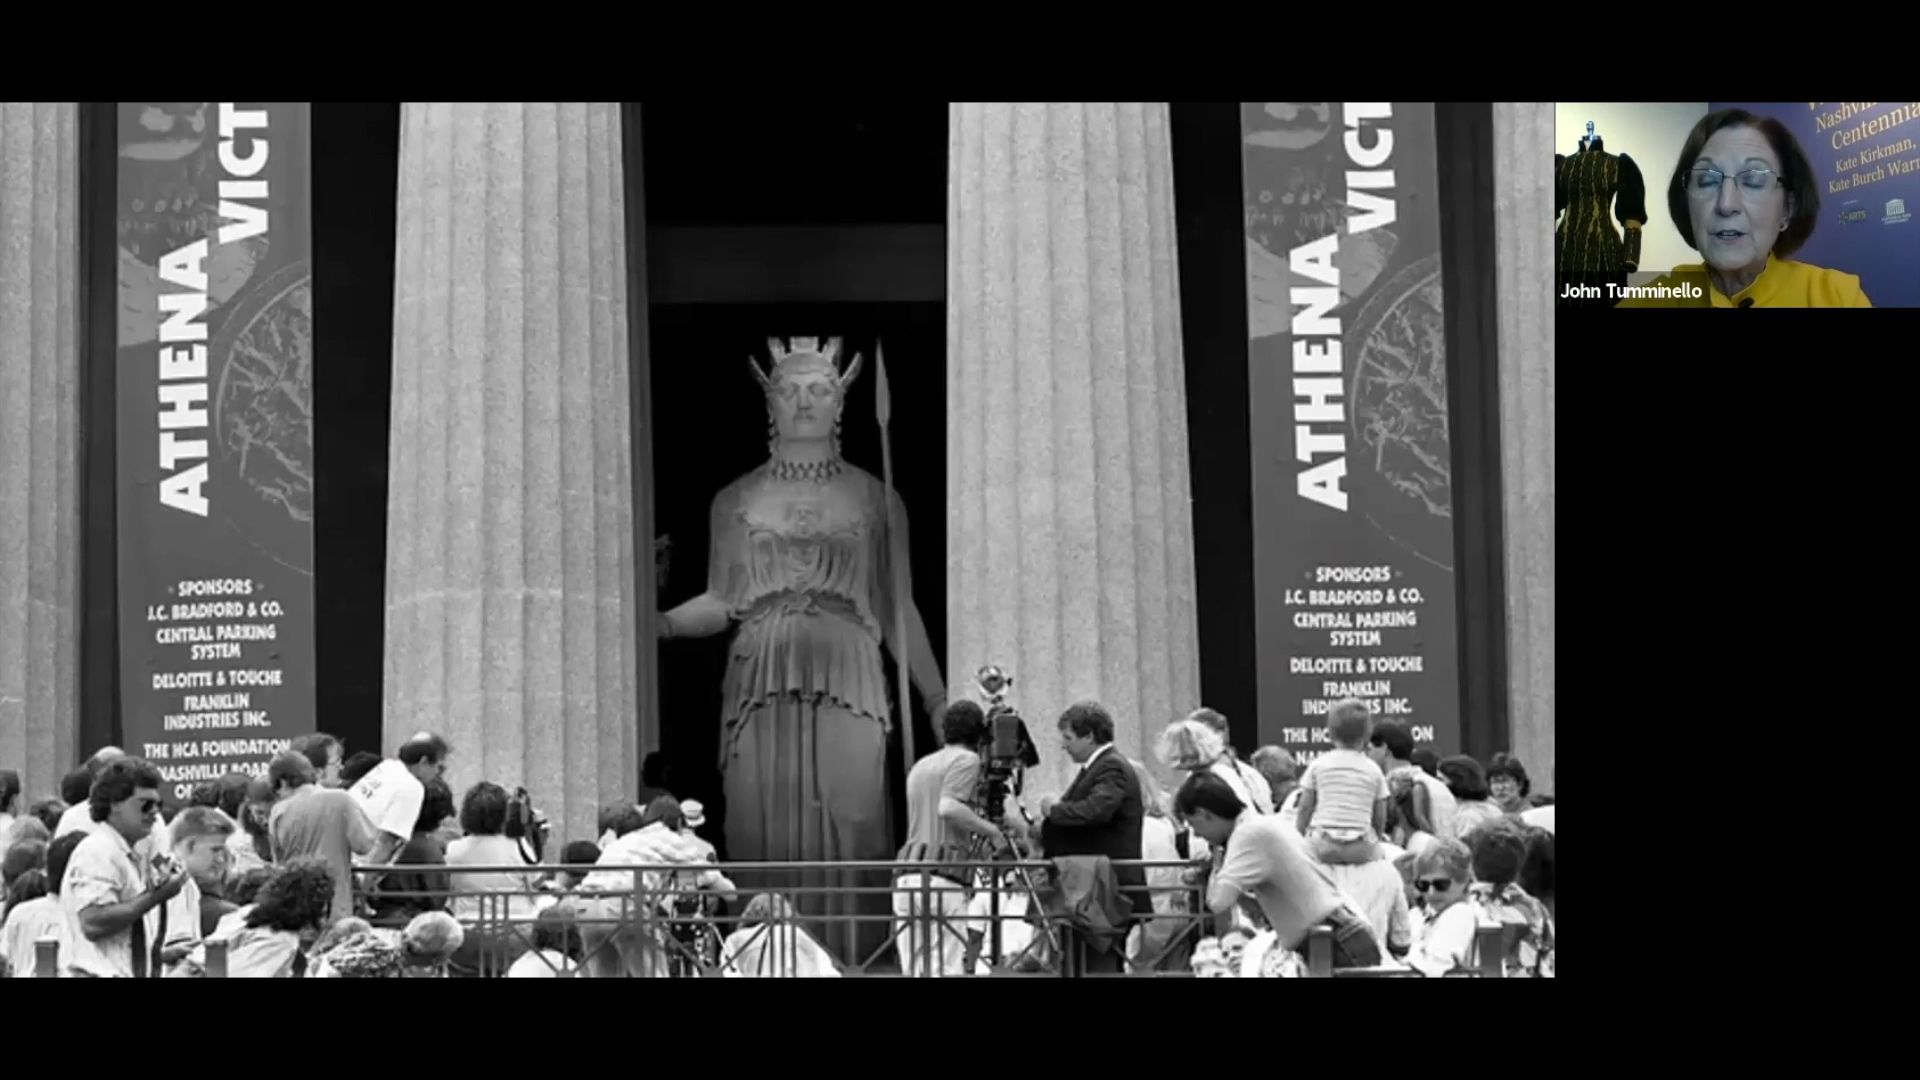 ATHENA
VICT
SPONSORS
J.C. BRADFORD & CO.
CENTRAL PARKING
SYSTEM
DELOITTE & TOUCHE
FRANKLIN
INDUSTRIES INC.
THE HCA FOUNDATION
NASHVILLE
ATHENA
VICT
SPONSORS
J.C. BRADFORD & CO.
CENTRAL PARKING
SYSTEM
DELOITTE & TOUCHE
FRANKLIN
INC.
THE
Centennia
Kate Kirkman,
Kate Burch
ARTS
John Tumminello